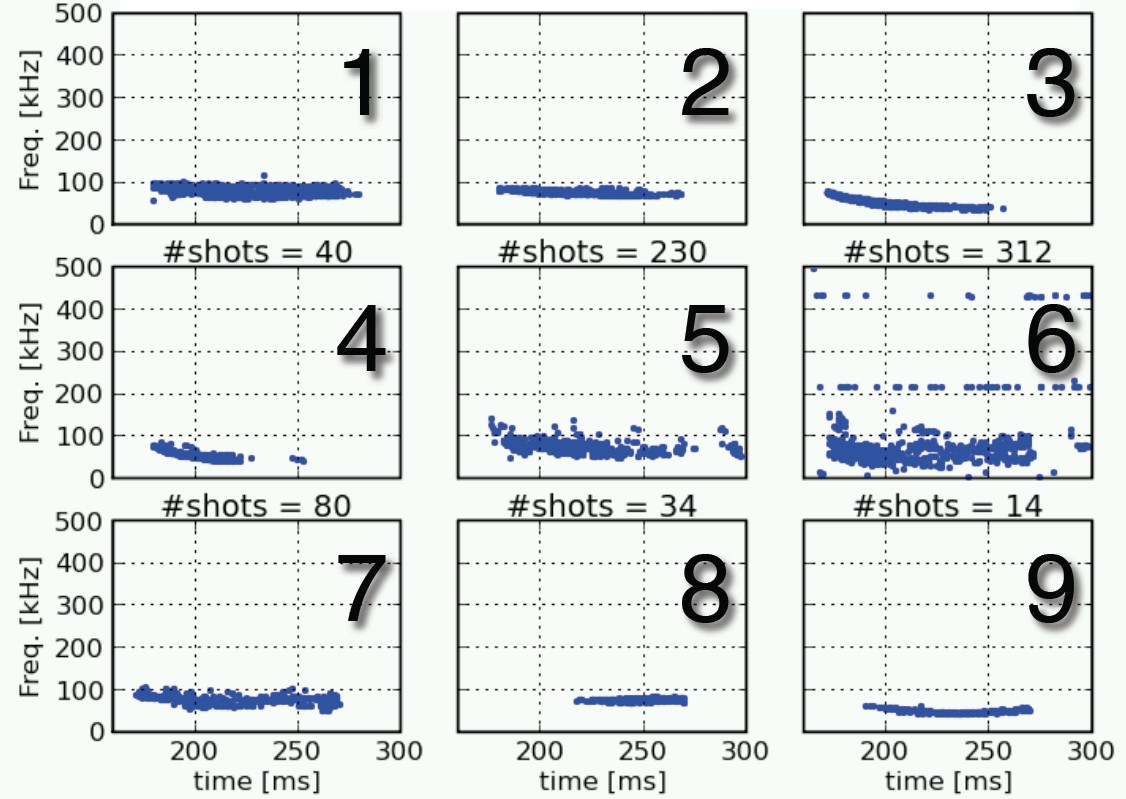 500
400
300
200
100
0
Freq. [kHz]
1
2
3
#shots = 40
#shots = 230
#shots = 312
500
400
300
200
100
0
Freq. [kHz]
4
5
6
#shots = 80
#shots = 34
#shots = 14
500
400
300
200
100
0
Freq. [kHz]
7
8
9
200 250 300
200 250 300
200 250 300
time [ms]
time [ms]
time [ms]